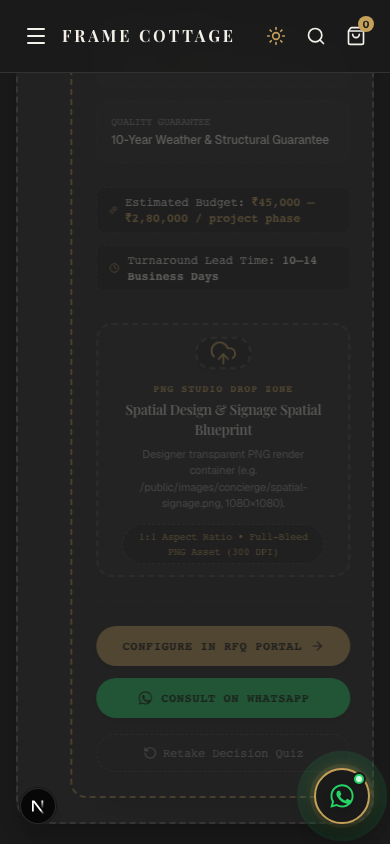 FRAME COTTAGE
0
QUALITY GUARANTEE
10-Year Weather & Structural Guarantee
Estimated Budget: ₹45,000 —
₹2,80,000 / project phase
Turnaround Lead Time: 10–14
Business Days
PNG STUDIO DROP ZONE
Spatial Design & Signage Spatial
Blueprint
Designer transparent PNG render
container (e.g.
/public/images/concierge/spatial-
signage.png, 1080×1080).
1:1 Aspect Ratio • Full-Bleed
PNG Asset (300 DPI)
CONFIGURE IN RFQ PORTAL →
CONSULT ON WHATSAPP
Retake Decision Quiz
N